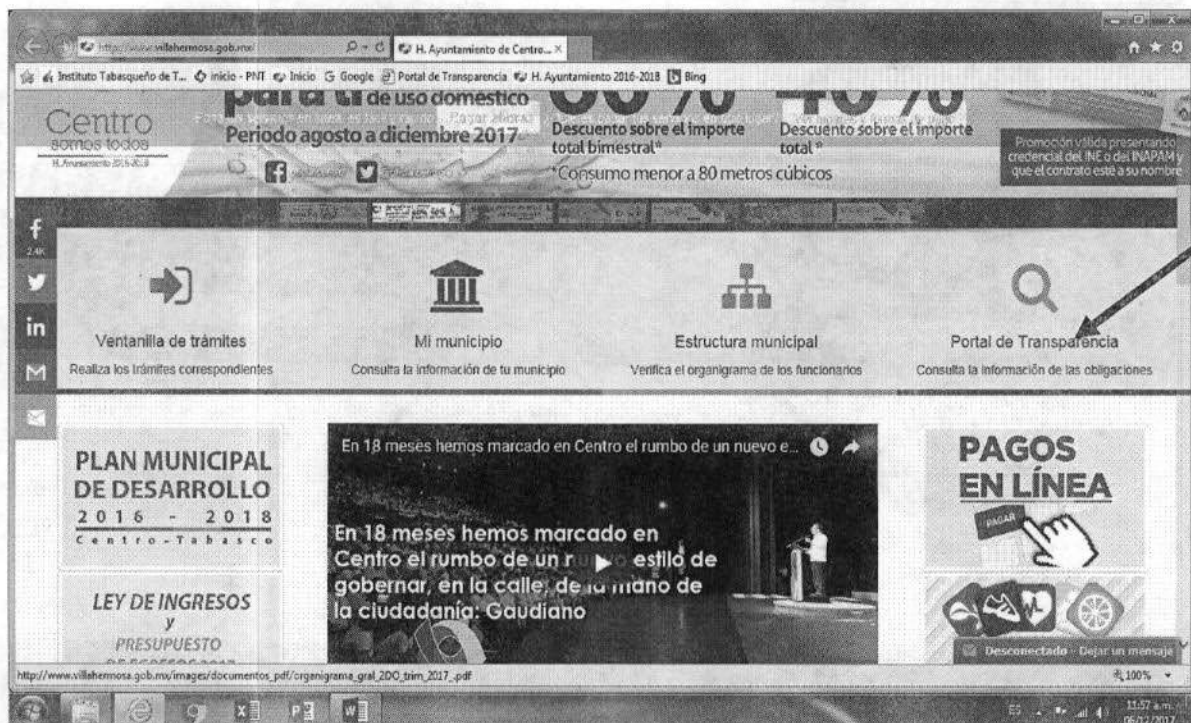 http://www.villahermosa.gob.mx/
H. Ayuntamiento de Centro... ×
Instituto Tabasqueño de T... inicio - PNT Inicio Google Portal de Transparencia H. Ayuntamiento 2016-2018 Bing
Centro
somos todos
H. Ayuntamiento 2016-2018
para ti de uso doméstico
Periodo agosto a diciembre 2017
Descuento sobre el importe
total bimestral*
Descuento sobre el importe
total *
*Consumo menor a 80 metros cúbicos
Promoción válida presentando
credencial del INE o del INAPAM y
que el contrato esté a su nombre
2.4K
Ventanilla de trámites
Realiza los trámites correspondientes
Mi municipio
Consulta la información de tu municipio
Estructura municipal
Verifica el organigrama de los funcionarios
Portal de Transparencia
Consulta la información de las obligaciones
PLAN MUNICIPAL
DE DESARROLLO
2016 - 2018
Centro-Tabasco
LEY DE INGRESOS
y
PRESUPUESTO
En 18 meses hemos marcado en Centro el rumbo de un nuevo e...
En 18 meses hemos marcado en
Centro el rumbo de un n estilo de
gobernar, en la calle, de la mano de
la ciudadanía: Gaudiano
PAGOS
EN LÍNEA
PAGAR
Desconectado - Dejar un mensaje
http://www.villahermosa.gob.mx/images/documentos_pdf/organigrama_gral_2DO_trim_2017_.pdf
100%
ES
11:57 a.m.
06/12/2017